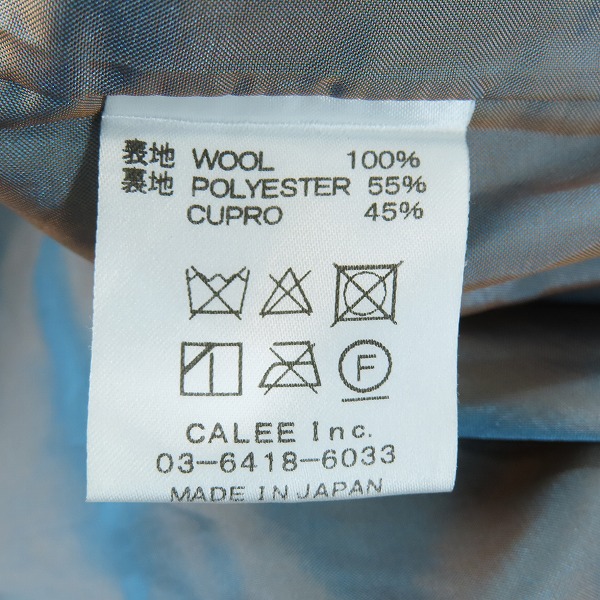 表地 WOOL 100%
裏地 POLYESTER 55%
CUPRO 45%
F
CALEE Inc.
03-6418-6033
MADE IN JAPAN